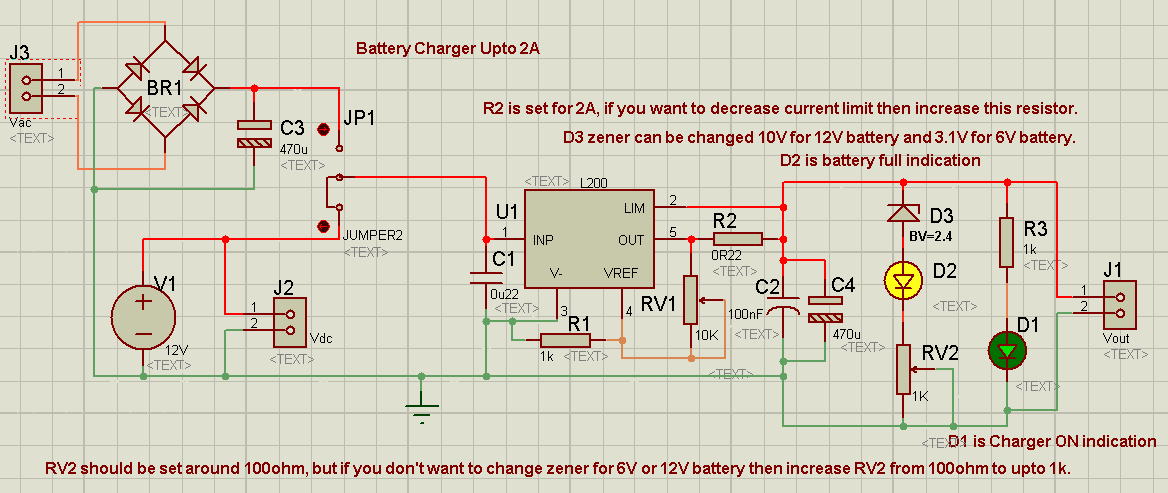 Battery Charger Upto 2A
R2 is set for 2A, if you want to decrease current limit then increase this resistor.
D3 zener can be changed 10V for 12V battery and 3.1V for 6V battery.
D2 is battery full indication
J3
1
2
Vac
<TEXT>
BR1
<TEXT>
C3
470u
<TEXT>
JP1
JUMPER2
<TEXT>
V1
12V
<TEXT>
J2
1
2
Vdc
<TEXT>
<TEXT>
L200
U1
1
INP
LIM
2
OUT
5
V-
VREF
3
4
C1
0u22
<TEXT>
R1
1k
<TEXT>
R2
0R22
<TEXT>
RV1
10K
<TEXT>
C2
100nF
<TEXT>
C4
470u
<TEXT>
D3
BV=2.4
D2
<TEXT>
RV2
1K
<TEXT>
R3
1k
<TEXT>
D1
<TEXT>
J1
1
2
Vout
<TEXT>
D1 is Charger ON indication
RV2 should be set around 100ohm, but if you don't want to change zener for 6V or 12V battery then increase RV2 from 100ohm to upto 1k.